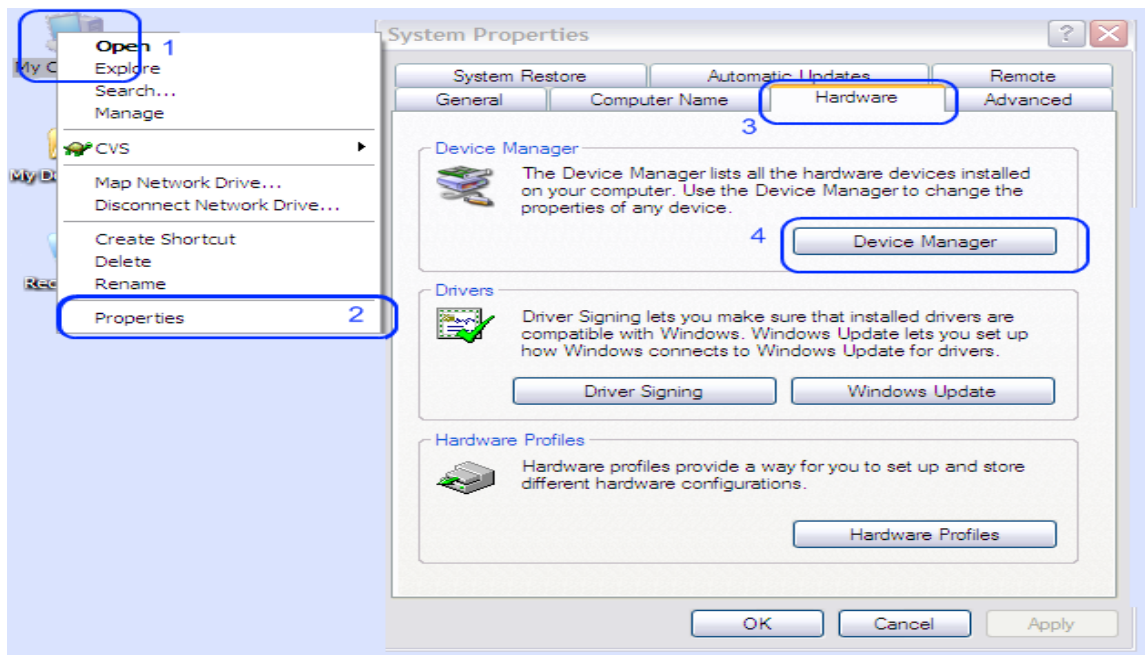 Open 1
My C
Explore
Search...
Manage
CVS
My D
Map Network Drive...
Disconnect Network Drive...
Create Shortcut
Delete
Rec
Rename
Properties 2
System Properties
System Restore Automatic Updates Remote
General Computer Name Hardware Advanced
3
Device Manager
The Device Manager lists all the hardware devices installed
on your computer. Use the Device Manager to change the
properties of any device.
4 Device Manager
Drivers
Driver Signing lets you make sure that installed drivers are
compatible with Windows. Windows Update lets you set up
how Windows connects to Windows Update for drivers.
Driver Signing Windows Update
Hardware Profiles
Hardware profiles provide a way for you to set up and store
different hardware configurations.
Hardware Profiles
OK Cancel Apply